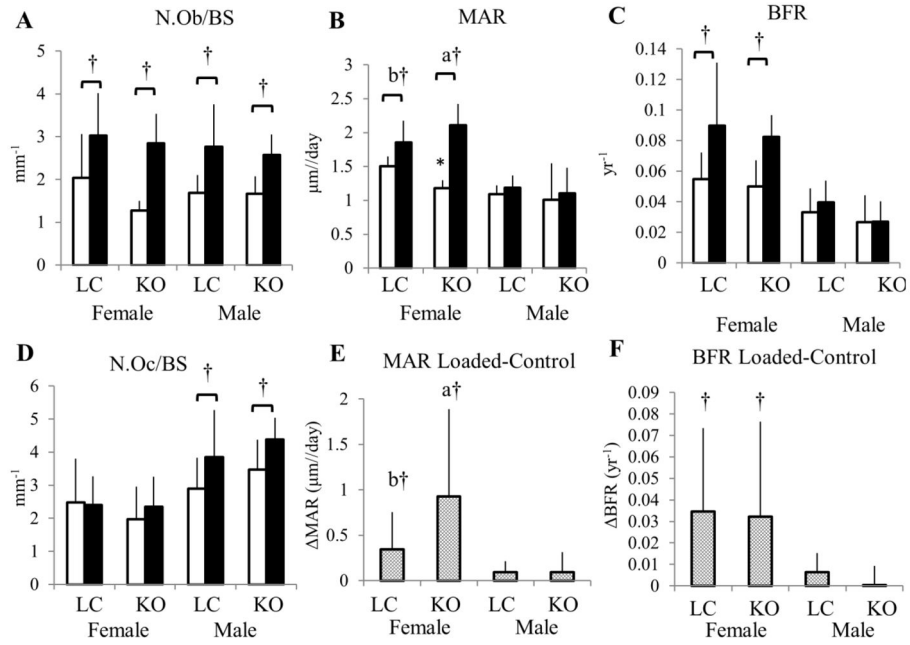 A N.Ob/BS
†
†
†
†
5
4
3
2
1
0
mm⁻¹
LC KO LC KO
Female Male
B MAR
b†
a†
*
3
2.5
2
1.5
1
0.5
0
µm//day
LC KO LC KO
Female Male
C BFR
†
†
0.14
0.12
0.1
0.08
0.06
0.04
0.02
0
yr⁻¹
LC KO LC KO
Female Male
D N.Oc/BS
†
†
6
5
4
3
2
1
0
mm⁻¹
LC KO LC KO
Female Male
E MAR Loaded-Control
b†
a†
2
1.5
1
0.5
0
ΔMAR (µm//day)
LC KO LC KO
Female Male
F BFR Loaded-Control
†
†
0.09
0.08
0.07
0.06
0.05
0.04
0.03
0.02
0.01
0
ΔBFR (yr⁻¹)
LC KO LC KO
Female Male